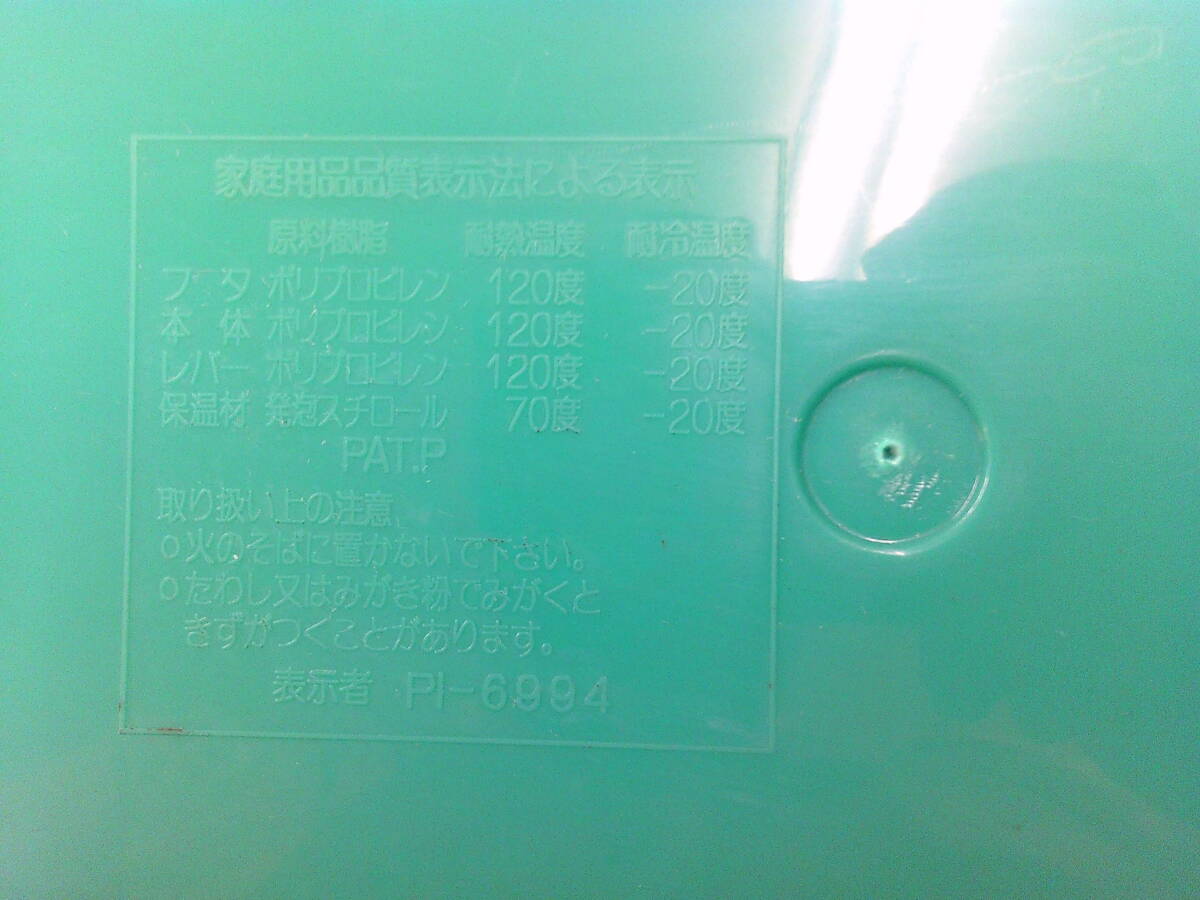 家庭用品品質表示法による表示
原料樹脂 耐熱温度 耐冷温度
フタ ポリプロピレン 120度 -20度
本体 ポリプロピレン 120度 -20度
レバー ポリプロピレン 120度 -20度
保温材 発泡スチロール 70度 -20度
PAT.P
取り扱い上の注意
○火のそばに置かないで下さい。
○たわし又はみがき粉でみがくと
きずがつくことがあります。
表示者 PI-6994